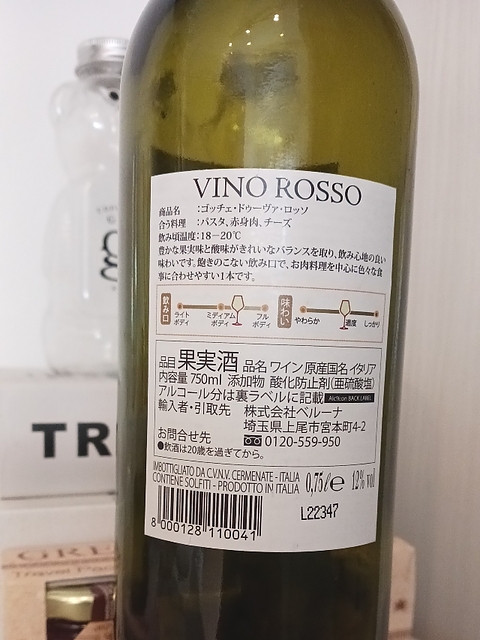 VINO ROSSO
商品名 :ゴッチェ・ドゥーヴァ・ロッソ
合う料理 :パスタ、赤身肉、チーズ
飲み頃温度:18−20℃
豊かな果実味と酸味がきれいなバランスを取り、飲み心地の良い
味わいです。飽きのこない飲み口で、お肉料理を中心に色々な食
事に合わせやすい1本です。
飲み口
ライトボディ ミディアムボディ フルボディ
味わい
やわらか 適度 しっかり
品目 果実酒 品名 ワイン 原産国名 イタリア
内容量 750ml 添加物 酸化防止剤(亜硫酸塩)
アルコール分は裏ラベルに記載 Alc%con BACK LABEL
輸入者・引取先 株式会社ベルーナ
埼玉県上尾市宮本町4-2
お問合せ先 0120-559-950
●飲酒は20歳を過ぎてから。
IMBOTTIGLIATO DA C.V.N.V. CERMENATE - ITALIA
CONTIENE SOLFITI - PRODOTTO IN ITALIA
0,75ℓ e 12% vol
8 000128 110041
L22347
TR
GRE